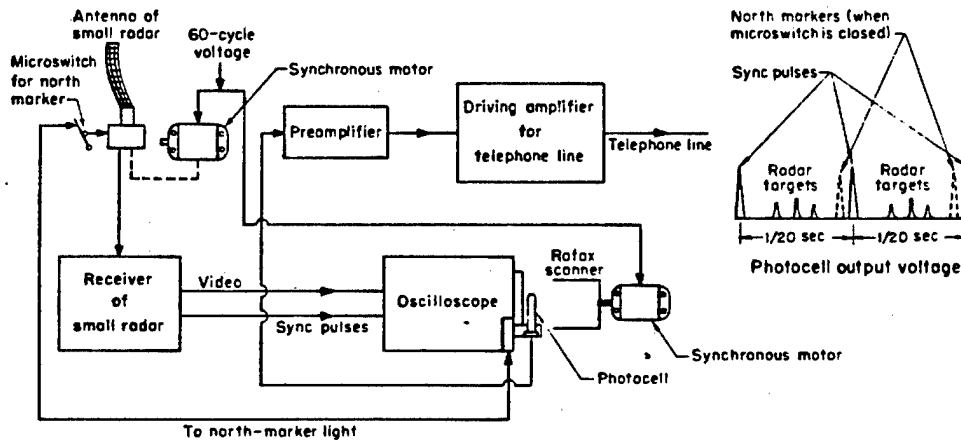 Antenna of
small radar
60-cycle
voltage
Microswitch
for north
marker
Synchronous motor
Preamplifier
Driving amplifier
for
telephone line
Telephone line
North markers (when
microswitch is closed)
Sync pulses
Radar
targets
Radar
targets
1/20 sec
1/20 sec
Photocell output voltage
Receiver
of
small radar
Video
Sync pulses
Oscilloscope
Rafax
scanner
Synchronous motor
Photocell
To north-marker light